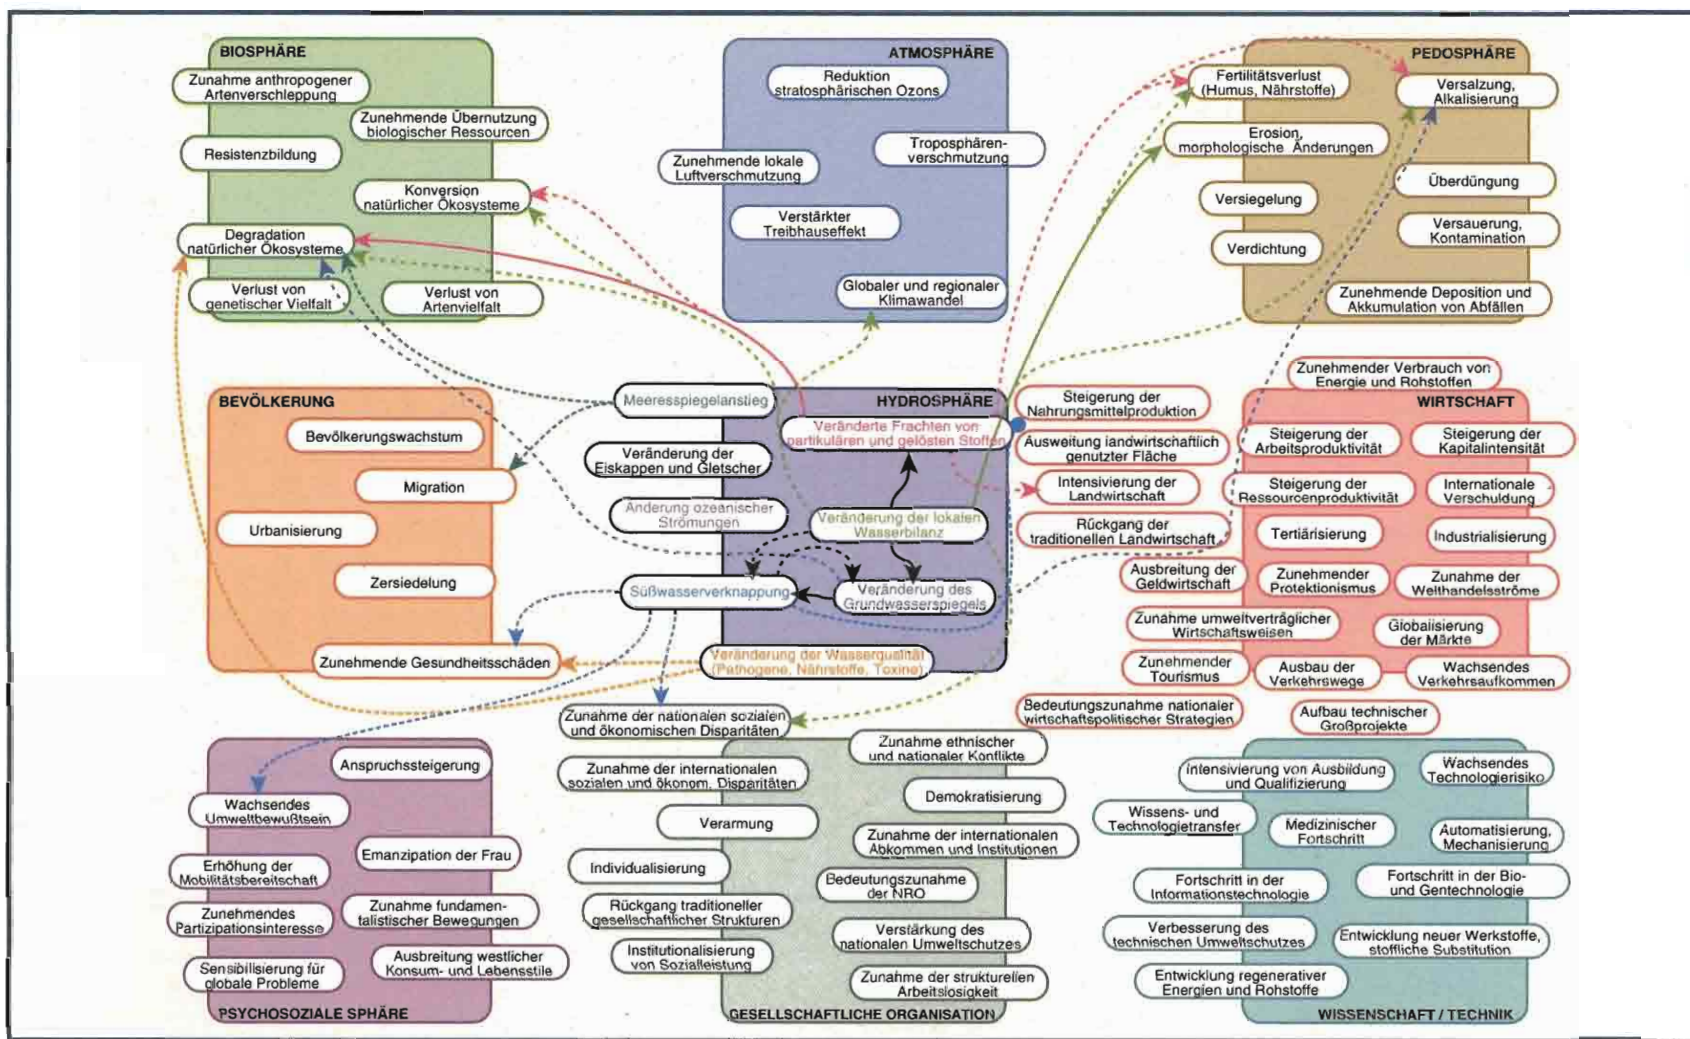 BIOSPHÄRE
Zunahme anthropogener
Artenverschleppung
Zunehmende Übernutzung
biologischer Ressourcen
Resistenzbildung
Konversion
natürlicher Ökosysteme
Degradation
natürlicher Ökosysteme
Verlust von
genetischer Vielfalt
Verlust von
Artenvielfalt
ATMOSPHÄRE
Reduktion
stratosphärischen Ozons
Troposphären-
verschmutzung
Zunehmende lokale
Luftverschmutzung
Verstärkter
Treibhauseffekt
Globaler und regionaler
Klimawandel
PEDOSPHÄRE
Fertilitätsverlust
(Humus, Nährstoffe)
Versalzung,
Alkalisierung
Erosion,
morphologische Änderungen
Überdüngung
Versiegelung
Versauerung,
Kontamination
Verdichtung
Zunehmende Deposition und
Akkumulation von Abfällen
BEVÖLKERUNG
Bevölkerungswachstum
Migration
Urbanisierung
Zersiedelung
Zunehmende Gesundheitsschäden
HYDROSPHÄRE
Meeresspiegelanstieg
Veränderte Frachten von
partikulären und gelösten Stoffen
Veränderung der
Eiskappen und Gletscher
Änderung ozeanischer
Strömungen
Veränderung der lokalen
Wasserbilanz
Süßwasserverknappung
Veränderung des
Grundwasserspiegels
Veränderung der Wasserqualität
(Pathogene, Nährstoffe, Toxine)
Zunehmender Verbrauch von
Energie und Rohstoffen
WIRTSCHAFT
Steigerung der
Nahrungsmittelproduktion
Ausweitung landwirtschaftlich
genutzter Fläche
Steigerung der
Arbeitsproduktivität
Steigerung der
Kapitalintensität
Intensivierung der
Landwirtschaft
Steigerung der
Ressourcenproduktivität
Internationale
Verschuldung
Rückgang der
traditionellen Landwirtschaft
Tertiärisierung
Industrialisierung
Ausbreitung der
Geldwirtschaft
Zunehmender
Protektionismus
Zunahme der
Welthandelsströme
Zunahme umweltverträglicher
Wirtschaftsweisen
Globalisierung
der Märkte
Zunehmender
Tourismus
Ausbau der
Verkehrswege
Wachsendes
Verkehrsaufkommen
Bedeutungszunahme nationaler
wirtschaftspolitischer Strategien
Aufbau technischer
Großprojekte
Anspruchssteigerung
Wachsendes
Umweltbewußtsein
Emanzipation der Frau
Erhöhung der
Mobilitätsbereitschaft
Zunehmendes
Partizipationsinteresse
Zunahme fundamen-
talistischer Bewegungen
Sensibilisierung für
globale Probleme
Ausbreitung westlicher
Konsum- und Lebensstile
PSYCHOSOZIALE SPHÄRE
Zunahme der nationalen sozialen
und ökonomischen Disparitäten
Zunahme ethnischer
und nationaler Konflikte
Zunahme der internationalen
sozialen und ökonom. Disparitäten
Demokratisierung
Verarmung
Zunahme der internationalen
Abkommen und Institutionen
Individualisierung
Bedeutungszunahme
der NRO
Rückgang traditioneller
gesellschaftlicher Strukturen
Verstärkung des
nationalen Umweltschutzes
Institutionalisierung
von Sozialleistung
Zunahme der strukturellen
Arbeitslosigkeit
GESELLSCHAFTLICHE ORGANISATION
Intensivierung von Ausbildung
und Qualifizierung
Wachsendes
Technologierisiko
Wissens- und
Technologietransfer
Medizinischer
Fortschritt
Automatisierung,
Mechanisierung
Fortschritt in der
Informationstechnologie
Fortschritt in der Bio-
und Gentechnologie
Verbesserung des
technischen Umweltschutzes
Entwicklung neuer Werkstoffe,
stoffliche Substitution
Entwicklung regenerativer
Energien und Rohstoffe
WISSENSCHAFT / TECHNIK